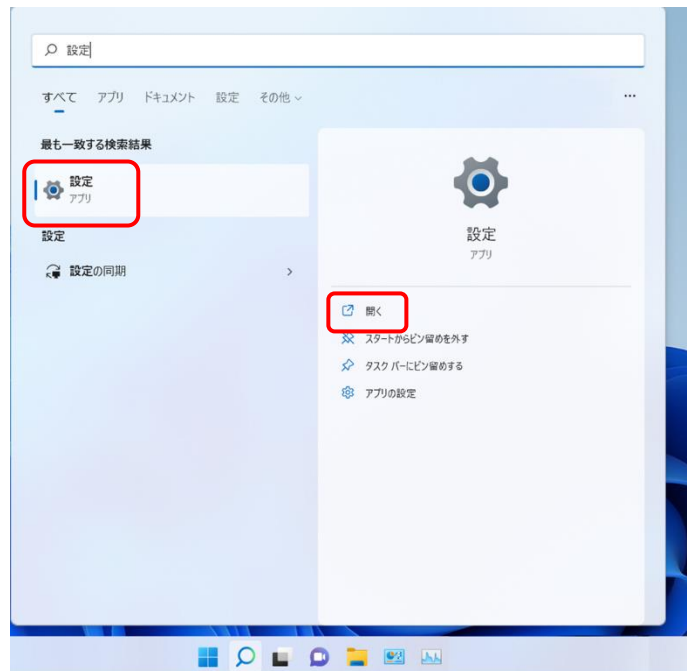 設定
すべて アプリ ドキュメント 設定 その他
最も一致する検索結果
設定
アプリ
設定
設定の同期
設定
アプリ
開く
スタートからピン留めを外す
タスク バーにピン留めする
アプリの設定